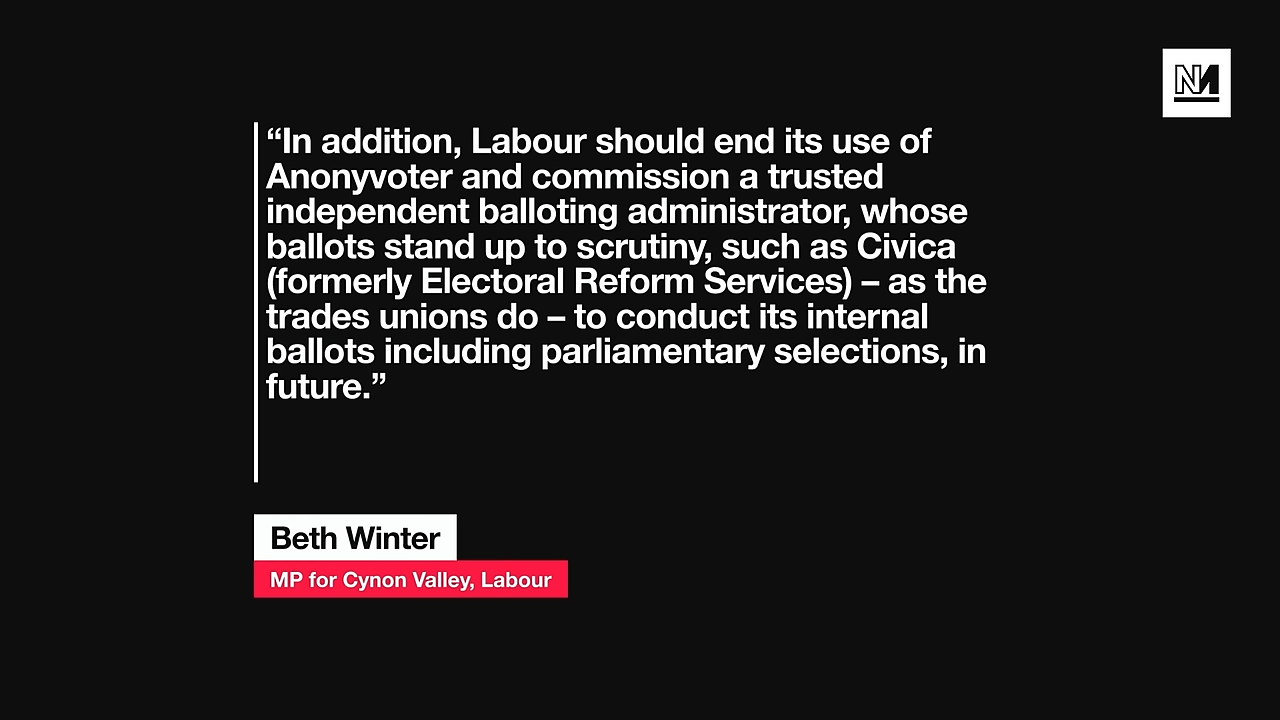 NM
“In addition, Labour should end its use of
Anonyvoter and commission a trusted
independent balloting administrator, whose
ballots stand up to scrutiny, such as Civica
(formerly Electoral Reform Services) – as the
trades unions do – to conduct its internal
ballots including parliamentary selections, in
future.”
Beth Winter
MP for Cynon Valley, Labour